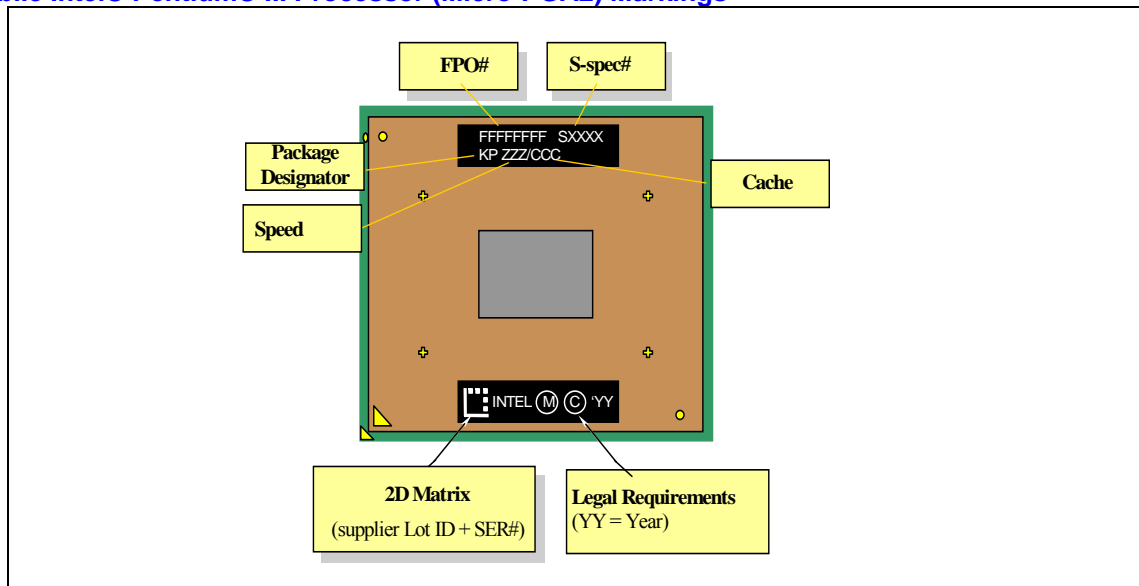 FPO#
S-spec#
FFFFFFFF SXXXX
KP ZZZ/CCC
Package
Designator
Cache
Speed
INTEL M C 'YY
2D Matrix
(supplier Lot ID + SER#)
Legal Requirements
(YY = Year)